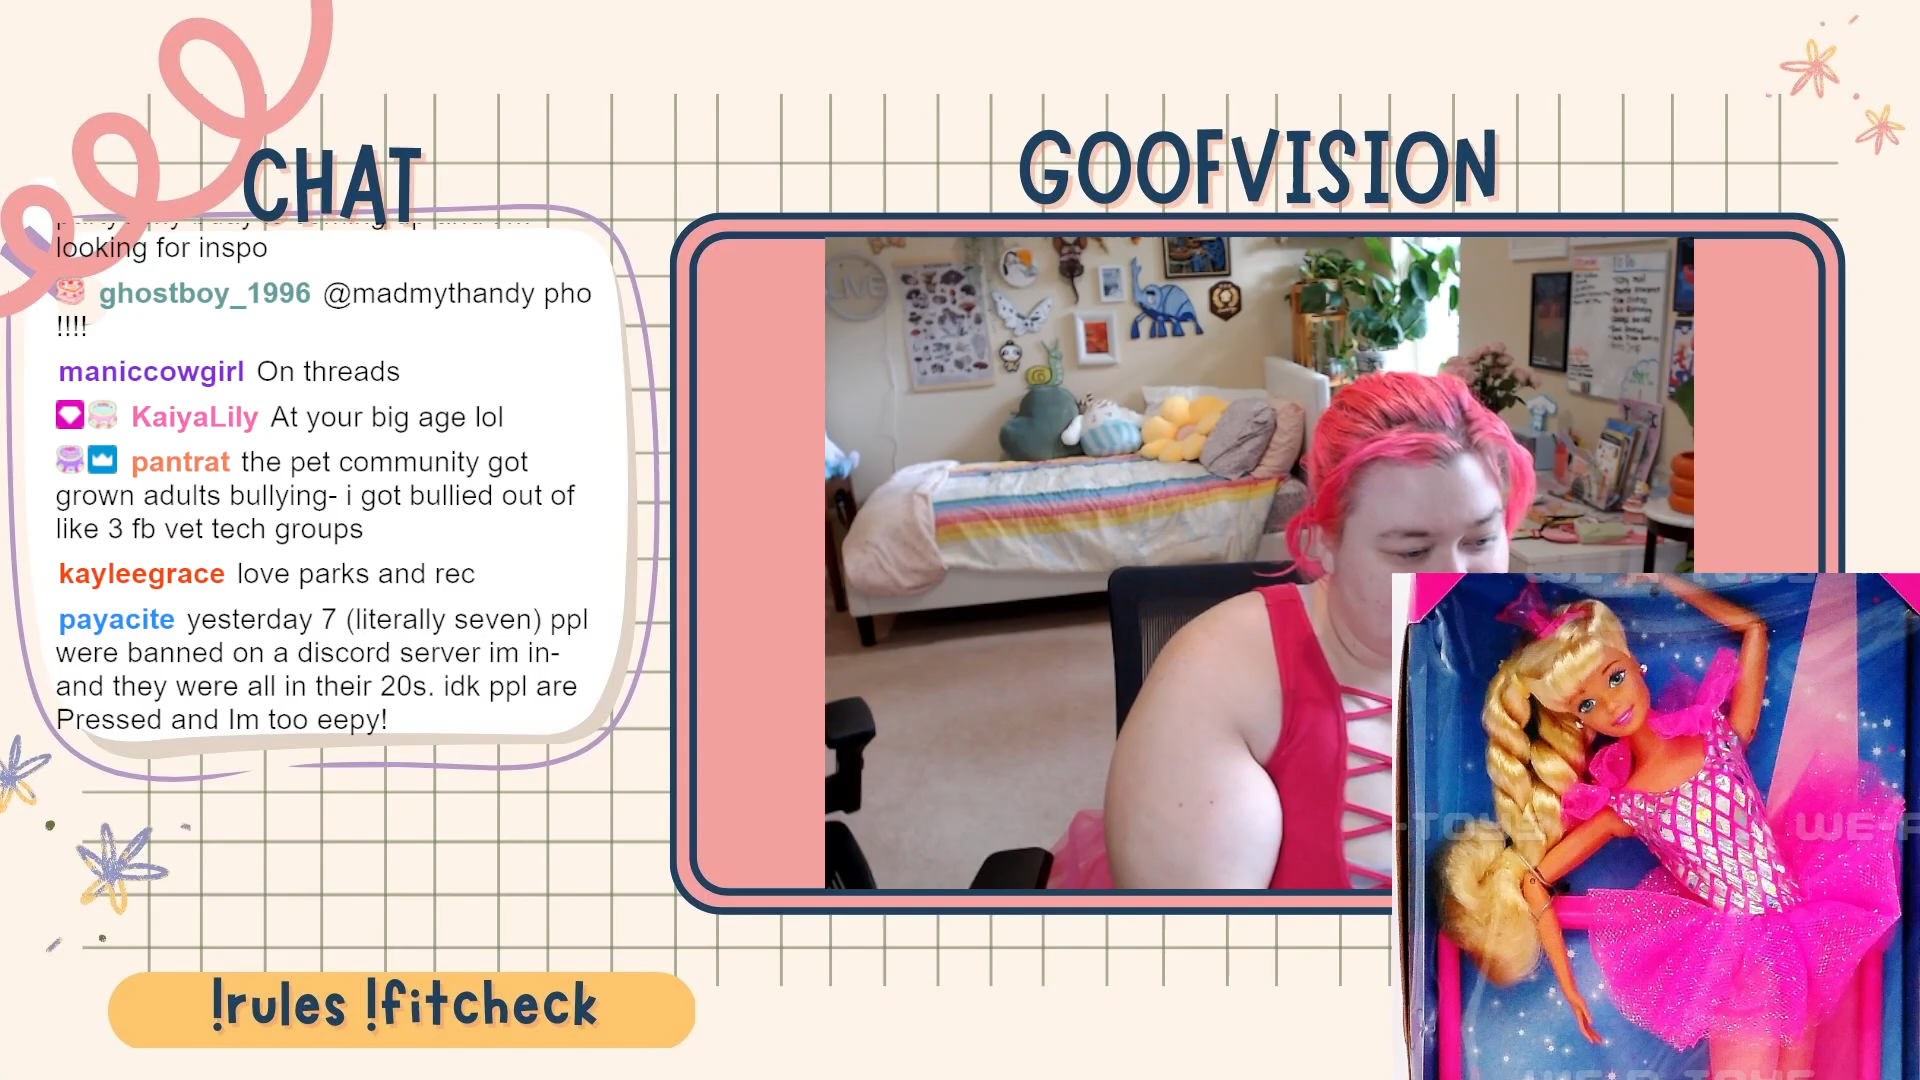 CHAT
GOOFVISION
looking for inspo
ghostboy_1996 @madmythandy pho
!!!!
maniccowgirl On threads
KaiyaLily At your big age lol
pantrat the pet community got
grown adults bullying- i got bullied out of
like 3 fb vet tech groups
kayleegrace love parks and rec
payacite yesterday 7 (literally seven) ppl
were banned on a discord server im in-
and they were all in their 20s. idk ppl are
Pressed and Im too eepy!
LIVE
!rules !fitcheck